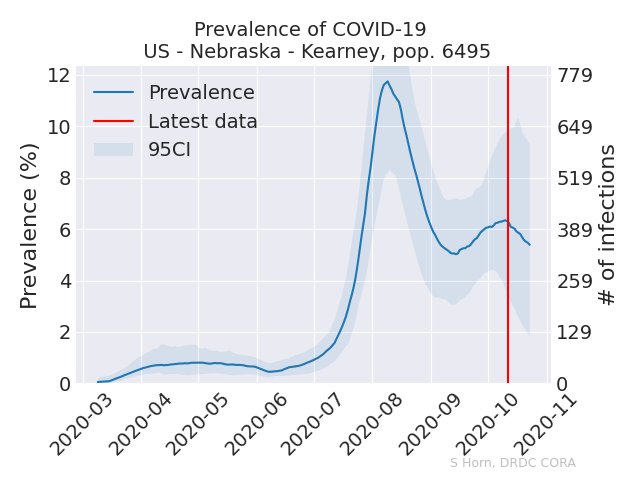 Prevalence of COVID-19
US - Nebraska - Kearney, pop. 6495
Prevalence (%)
12
10
8
6
4
2
0
Prevalence
Latest data
95CI
779
649
519
389
259
129
0
# of infections
2020-03
2020-04
2020-05
2020-06
2020-07
2020-08
2020-09
2020-10
2020-11
S Horn, DRDC CORA